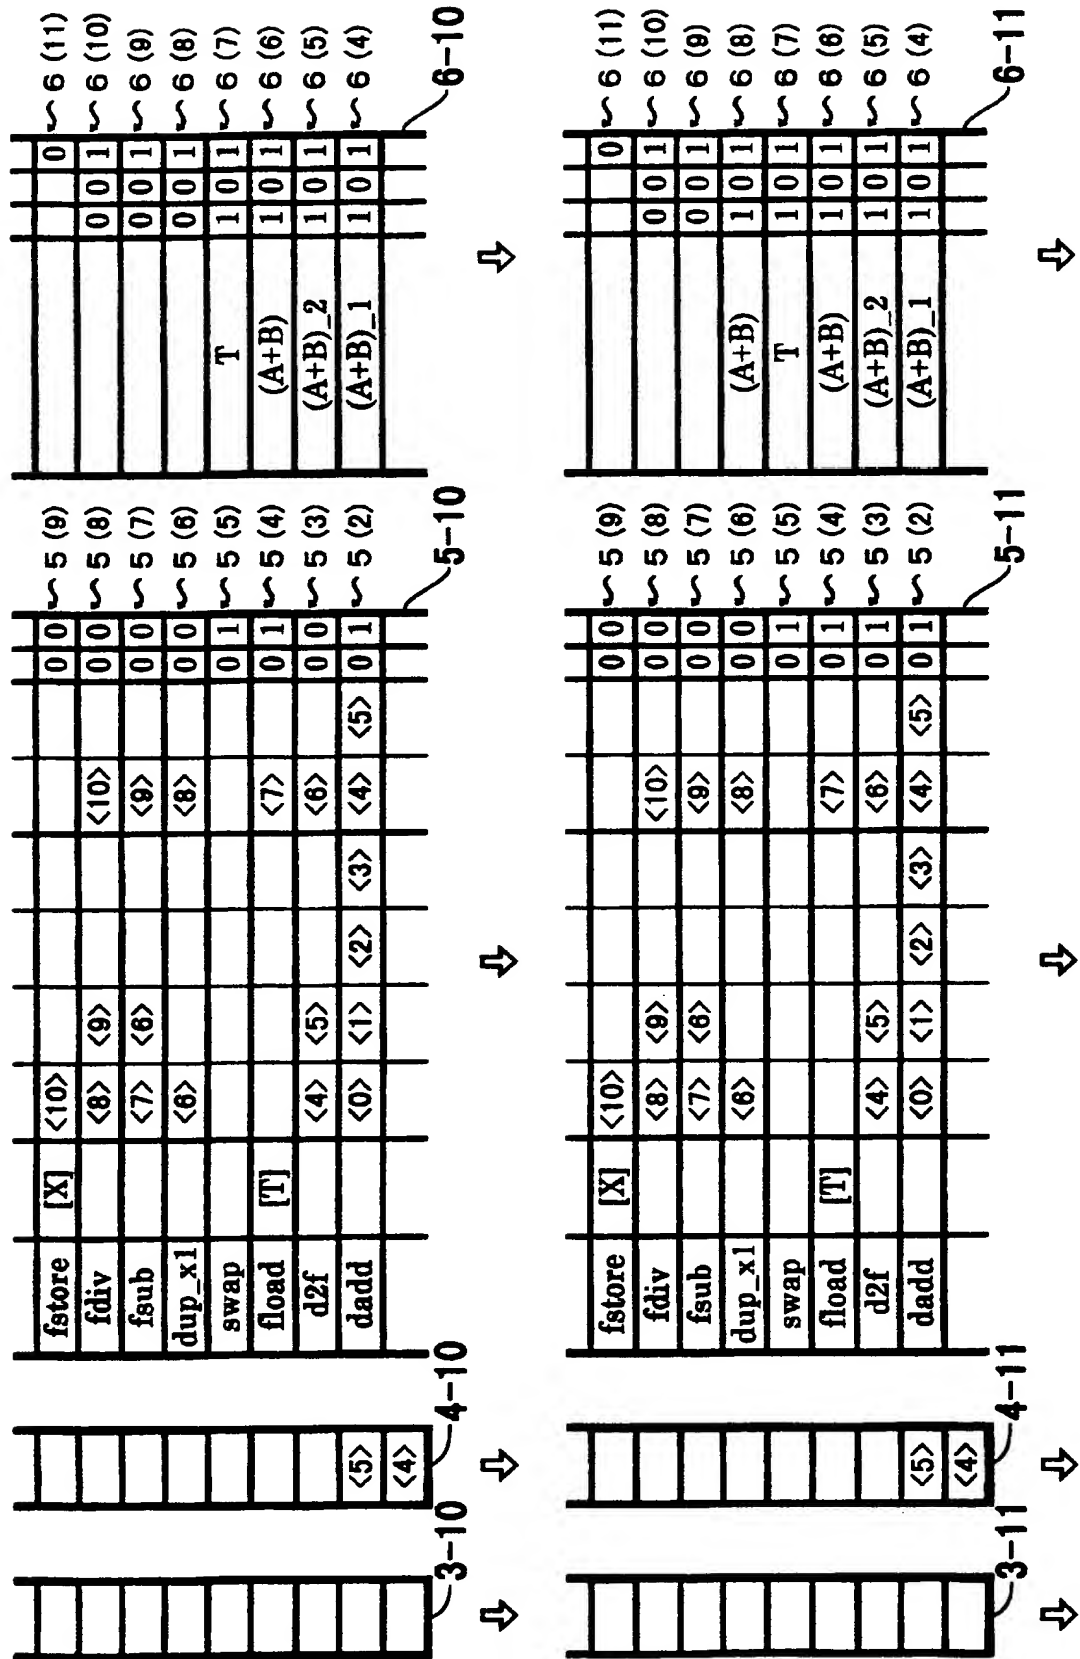 fstore [X] <10> 0 0 5 (9) 0 6 (11)
fdiv <8> <9> <10> 0 0 5 (8) 0 0 1 6 (10)
fsub <7> <6> <9> 0 0 5 (7) 0 0 1 6 (9)
dup_x1 <6> <8> 0 0 5 (6) 0 0 1 6 (8)
swap 0 1 5 (5) T 1 0 1 6 (7)
fload [T] <7> 0 1 5 (4) (A+B) 1 0 1 6 (6)
d2f <4> <5> <6> 0 0 5 (3) (A+B)_2 1 0 1 6 (5)
<5> dadd <0> <1> <2> <3> <4> <5> 0 1 5 (2) (A+B)_1 1 0 1 6 (4)
<4>
3-10 4-10 5-10 6-10
fstore [X] <10> 0 0 5 (9) 0 6 (11)
fdiv <8> <9> <10> 0 0 5 (8) 0 0 1 6 (10)
fsub <7> <6> <9> 0 0 5 (7) 0 0 1 6 (9)
dup_x1 <6> <8> 0 0 5 (6) (A+B) 1 0 1 6 (8)
swap 0 1 5 (5) T 1 0 1 6 (7)
fload [T] <7> 0 1 5 (4) (A+B) 1 0 1 6 (6)
d2f <4> <5> <6> 0 1 5 (3) (A+B)_2 1 0 1 6 (5)
<5> dadd <0> <1> <2> <3> <4> <5> 0 1 5 (2) (A+B)_1 1 0 1 6 (4)
<4>
3-11 4-11 5-11 6-11